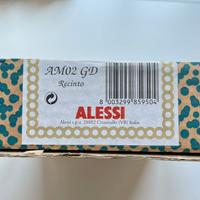 AM02 GD
Recinto
8 003299 859504
ALESSI
Alessi s.p.a. 28882 Crusinallo (VB) Italia